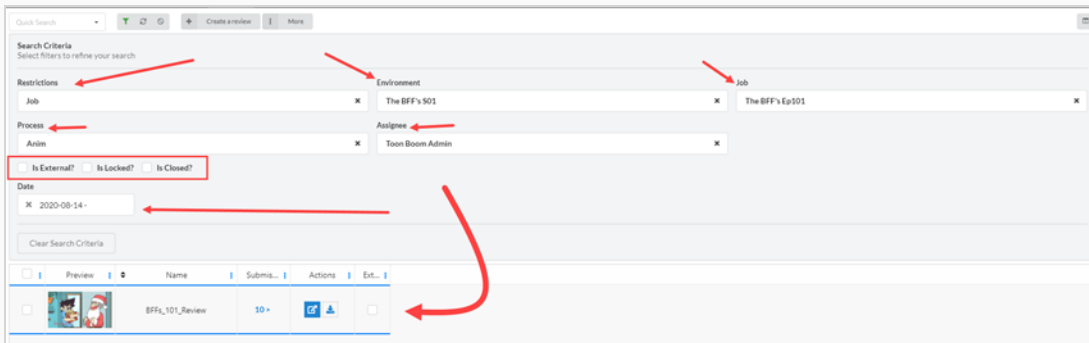 Quick Search
Create a review
More
Search Criteria
Select filters to refine your search
Restrictions Environment Job
Job The BFF's S01 The BFF's Ep101
Process Assignee
Anim Toon Boom Admin
Is External? Is Locked? Is Closed?
Date
2020-08-14 -
Clear Search Criteria
Preview Name Submis... Actions Ext...
BFFs_101_Review 10 >